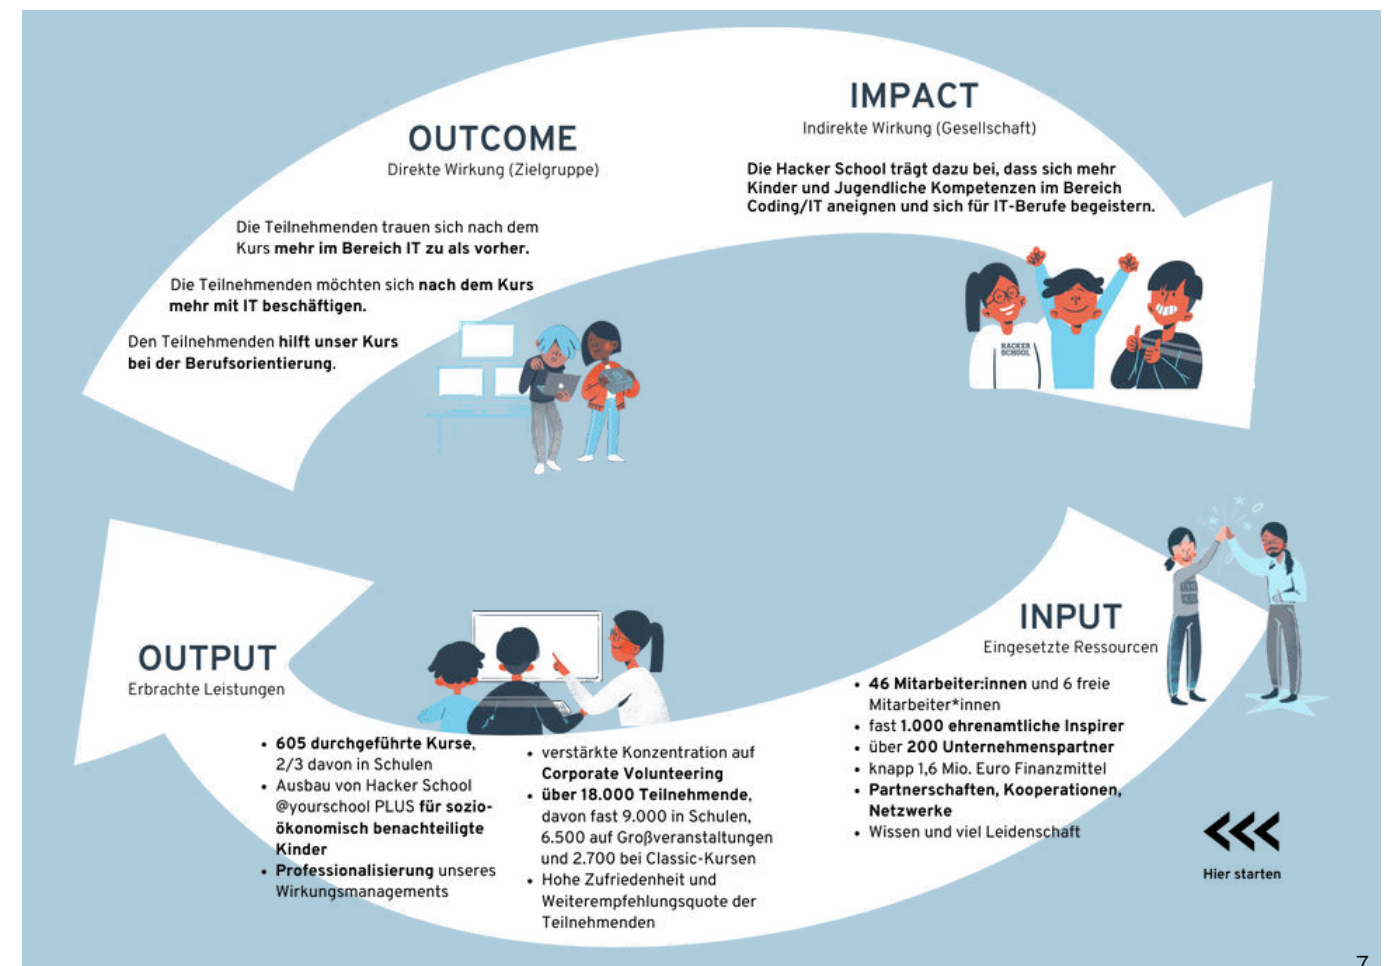 OUTCOME
Direkte Wirkung (Zielgruppe)
Die Teilnehmenden trauen sich nach dem
Kurs mehr im Bereich IT zu als vorher.
Die Teilnehmenden möchten sich nach dem Kurs
mehr mit IT beschäftigen.
Den Teilnehmenden hilft unser Kurs
bei der Berufsorientierung.
IMPACT
Indirekte Wirkung (Gesellschaft)
Die Hacker School trägt dazu bei, dass sich mehr
Kinder und Jugendliche Kompetenzen im Bereich
Coding/IT aneignen und sich für IT-Berufe begeistern.
HACKER
SCHOOL
OUTPUT
Erbrachte Leistungen
• 605 durchgeführte Kurse,
2/3 davon in Schulen
• Ausbau von Hacker School
@yourschool PLUS für sozio-
ökonomisch benachteiligte
Kinder
• Professionalisierung unseres
Wirkungsmanagements
• verstärkte Konzentration auf
Corporate Volunteering
• über 18.000 Teilnehmende,
davon fast 9.000 in Schulen,
6.500 auf Großveranstaltungen
und 2.700 bei Classic-Kursen
• Hohe Zufriedenheit und
Weiterempfehlungsquote der
Teilnehmenden
INPUT
Eingesetzte Ressourcen
• 46 Mitarbeiter:innen und 6 freie
Mitarbeiter*innen
• fast 1.000 ehrenamtliche Inspirer
• über 200 Unternehmenspartner
• knapp 1,6 Mio. Euro Finanzmittel
• Partnerschaften, Kooperationen,
Netzwerke
• Wissen und viel Leidenschaft
HACKER
SCHOOL
Hier starten
7